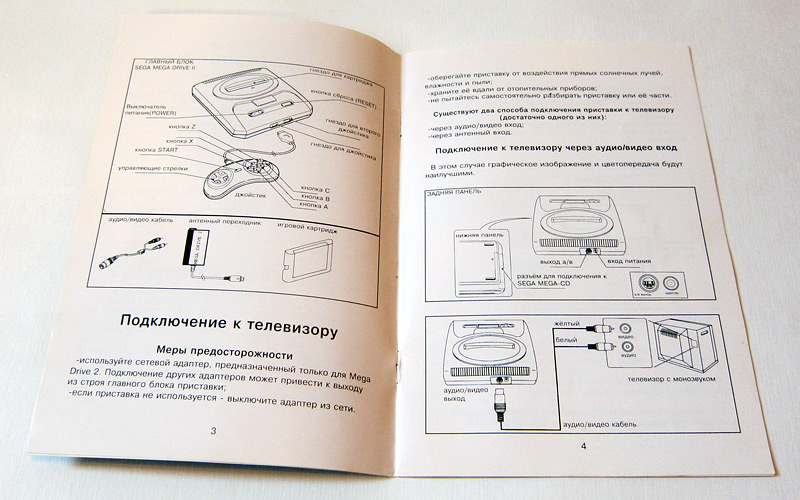 ГЛАВНЫЙ БЛОК
SEGA MEGA DRIVE II
гнездо для картриджа
кнопка сброса (RESET)
Выключатель
питания(POWER)
гнездо для второго
джойстика
кнопка Z
гнездо для джойстика
кнопка X
кнопка START
управляющие стрелки
джойстик
кнопка C
кнопка B
кнопка A
аудио/видео кабель
антенный переходник
игровой картридж
Подключение к телевизору
Меры предосторожности
-используйте сетевой адаптер, предназначенный только для Mega
Drive 2. Подключение других адаптеров может привести к выходу
из строя главного блока приставки;
-если приставка не используется - выключите адаптер из сети.
3
-оберегайте приставку от воздействия прямых солнечных лучей,
влажности и пыли;
-храните её вдали от отопительных приборов;
-не пытайтесь самостоятельно разбирать приставку или её части.
Существуют два способа подключения приставки к телевизору
(достаточно одного из них):
-через аудио/видео вход;
-через антенный вход.
Подключение к телевизору через аудио/видео вход
В этом случае графическое изображение и цветопередача будут
наилучшими.
ЗАДНЯЯ ПАНЕЛЬ
нижняя панель
выход а/в
вход питания
разъём для подключения к
SEGA MEGA-CD
жёлтый
белый
видео
аудио
телевизор с монозвуком
аудио/видео
выход
аудио/видео кабель
4